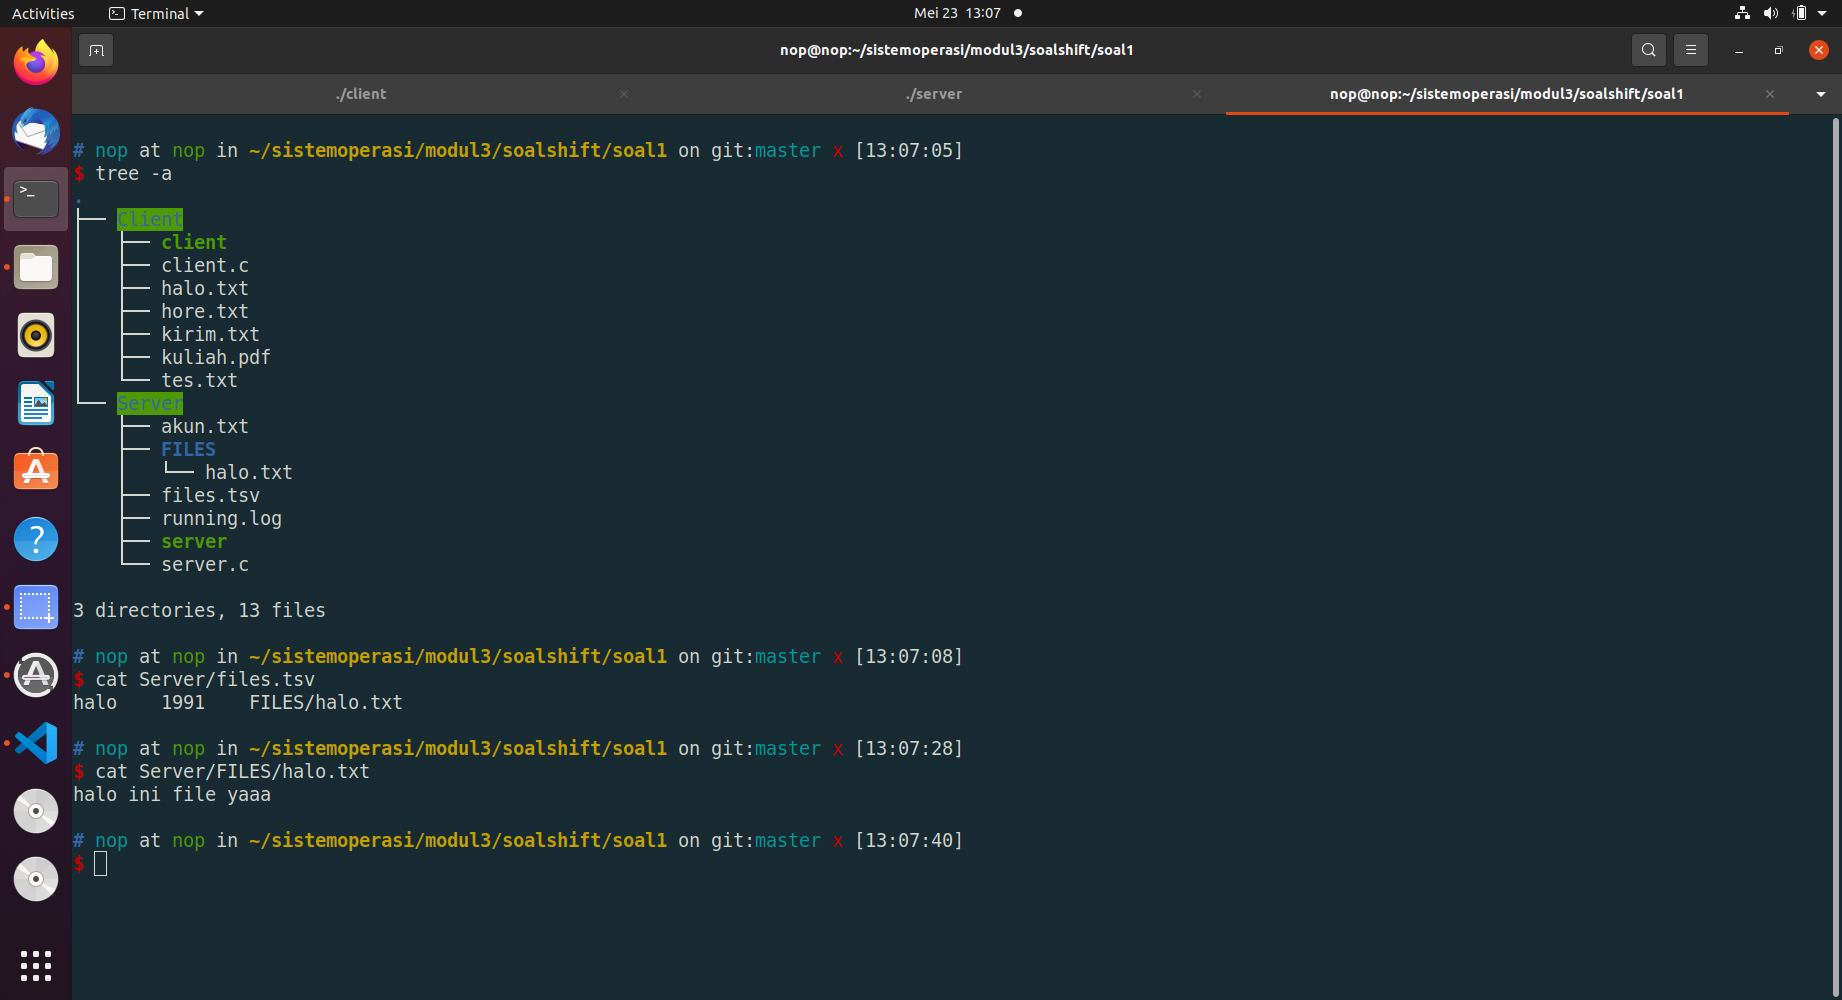 Activities Terminal Mei 23 13:07
nop@nop:~/sistemoperasi/modul3/soalshift/soal1
./client ./server nop@nop:~/sistemoperasi/modul3/soalshift/soal1
# nop at nop in ~/sistemoperasi/modul3/soalshift/soal1 on git:master x [13:07:05]
$ tree -a
.
├── Client
│   ├── client
│   ├── client.c
│   ├── halo.txt
│   ├── hore.txt
│   ├── kirim.txt
│   ├── kuliah.pdf
│   └── tes.txt
└── Server
    ├── akun.txt
    ├── FILES
    │   └── halo.txt
    ├── files.tsv
    ├── running.log
    ├── server
    └── server.c
3 directories, 13 files
# nop at nop in ~/sistemoperasi/modul3/soalshift/soal1 on git:master x [13:07:08]
$ cat Server/files.tsv
halo    1991    FILES/halo.txt
# nop at nop in ~/sistemoperasi/modul3/soalshift/soal1 on git:master x [13:07:28]
$ cat Server/FILES/halo.txt
halo ini file yaaa
# nop at nop in ~/sistemoperasi/modul3/soalshift/soal1 on git:master x [13:07:40]
$